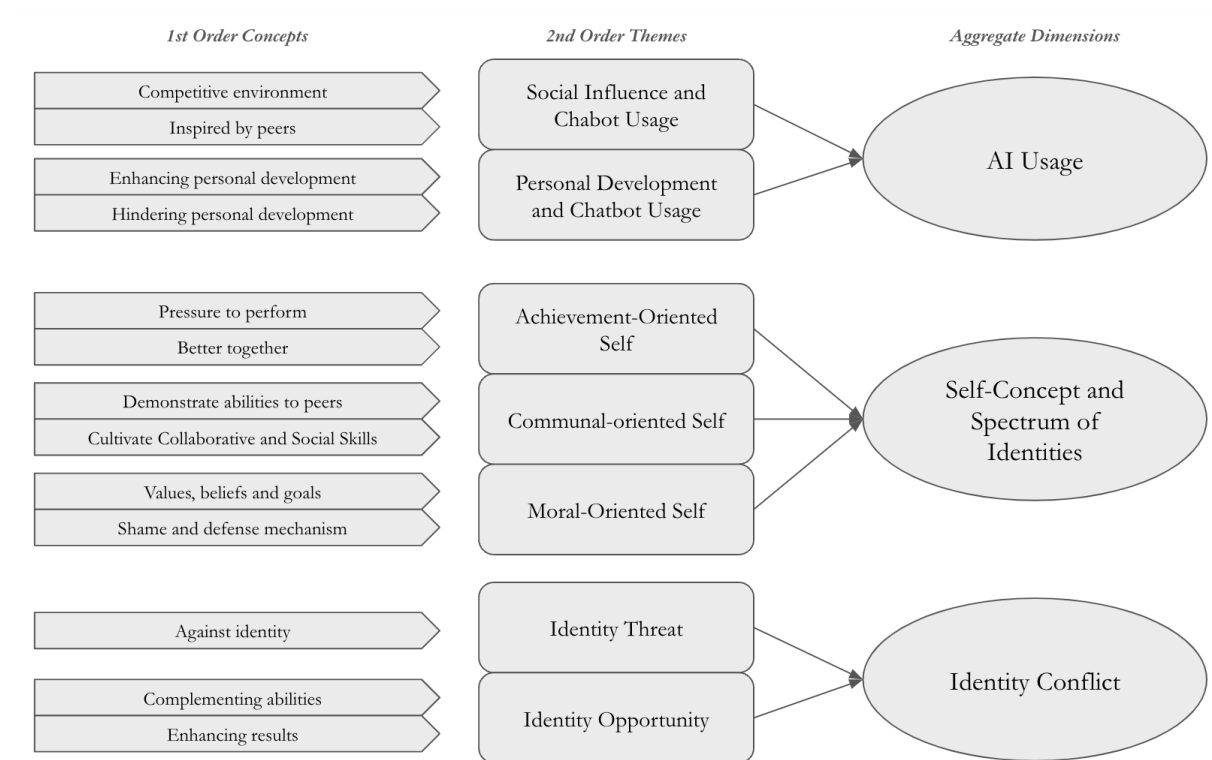 1st Order Concepts
2nd Order Themes
Aggregate Dimensions
Competitive environment
Inspired by peers
Enhancing personal development
Hindering personal development
Social Influence and
Chabot Usage
Personal Development
and Chatbot Usage
AI Usage
Pressure to perform
Better together
Demonstrate abilities to peers
Cultivate Collaborative and Social Skills
Values, beliefs and goals
Shame and defense mechanism
Achievement-Oriented
Self
Communal-oriented Self
Moral-Oriented Self
Self-Concept and
Spectrum of
Identities
Against identity
Complementing abilities
Enhancing results
Identity Threat
Identity Opportunity
Identity Conflict